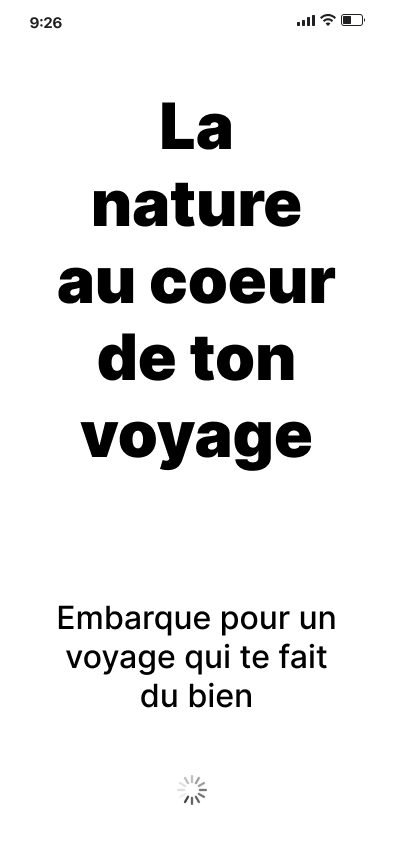 9:26
La
nature
au coeur
de ton
voyage
Embarque pour un
voyage qui te fait
du bien